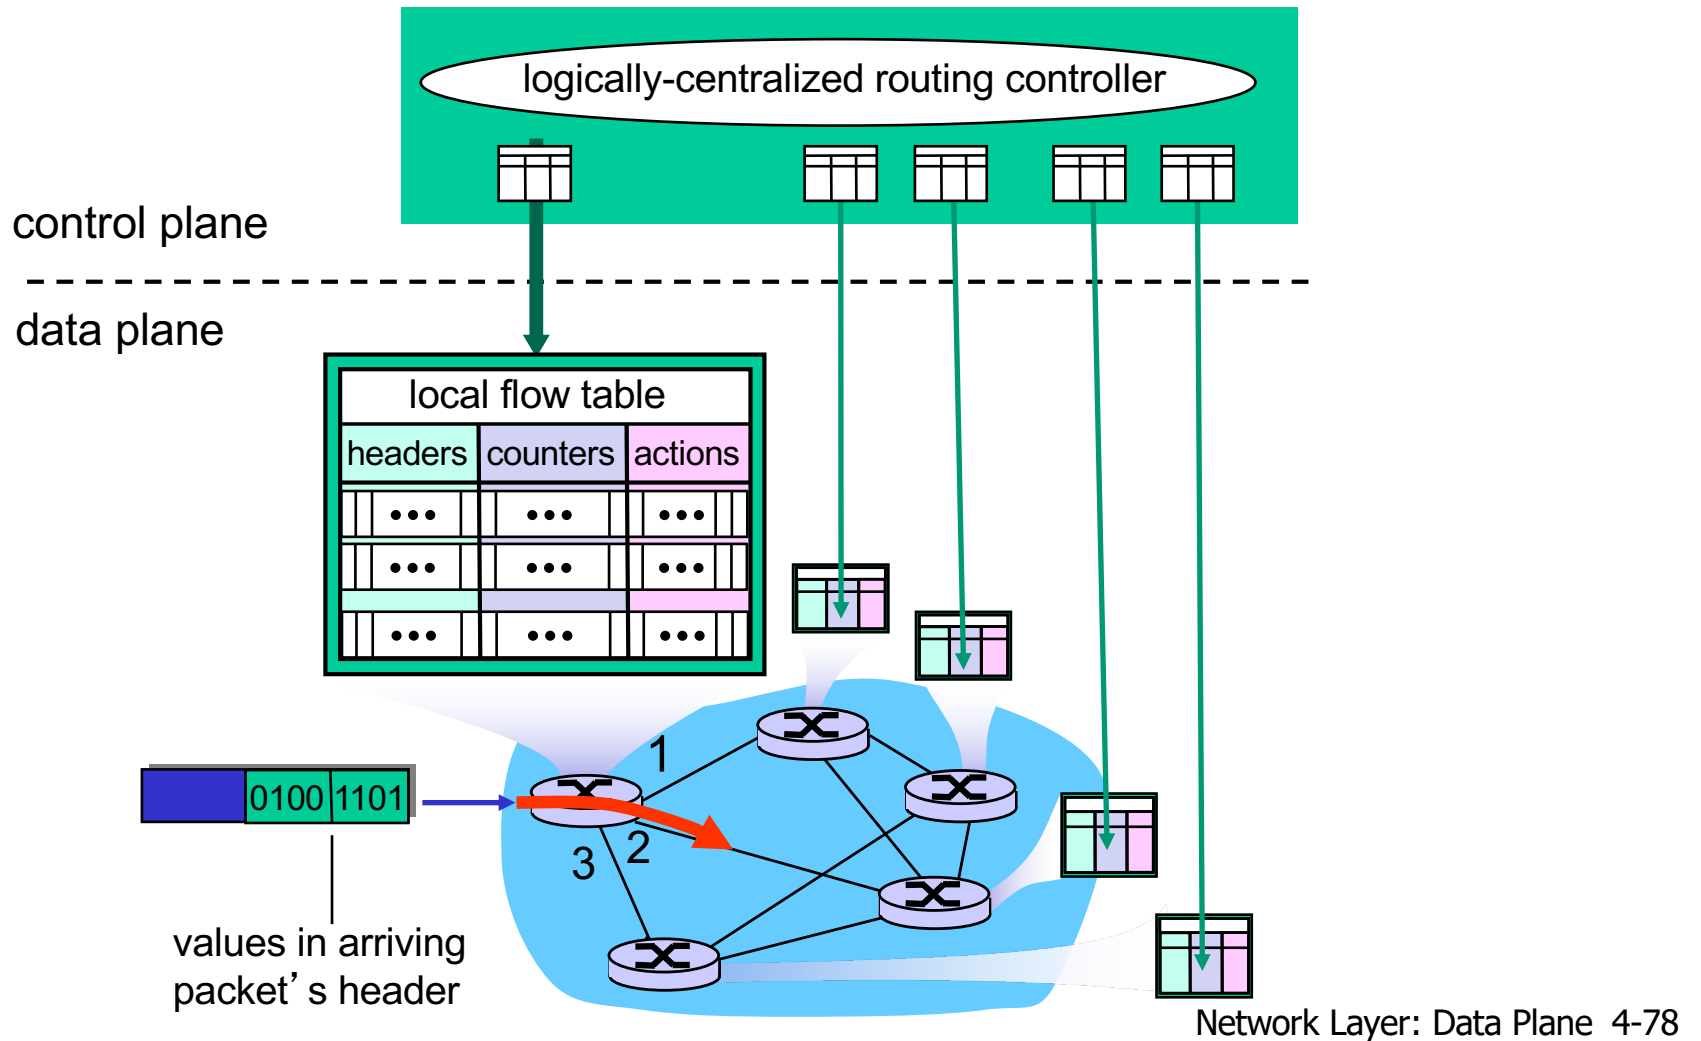 logically-centralized routing controller
control plane
data plane
local flow table
headers counters actions
1
2
3
0100 1101
values in arriving
packet’s header
Network Layer: Data Plane 4-78